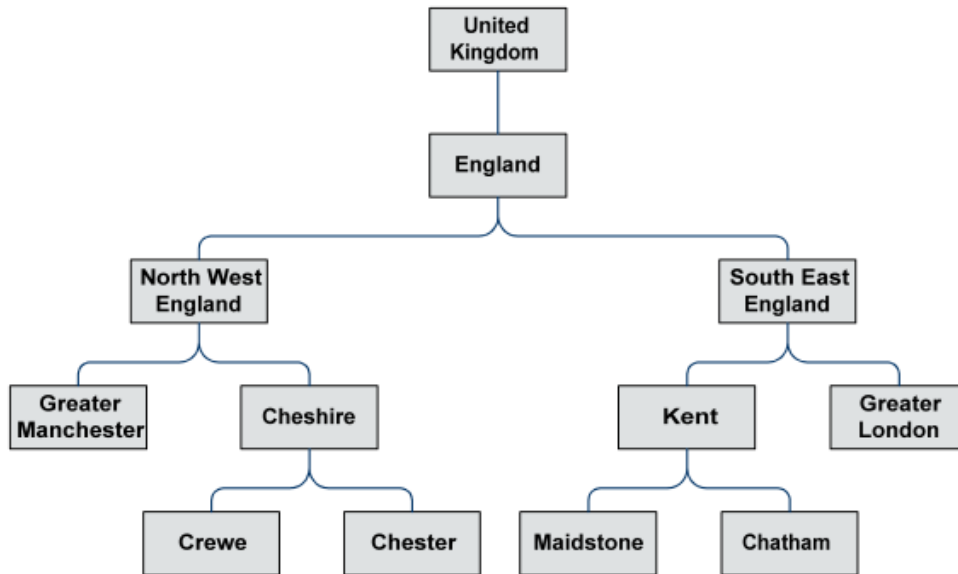 United
Kingdom
England
North West
England
South East
England
Greater
Manchester
Cheshire
Kent
Greater
London
Crewe
Chester
Maidstone
Chatham